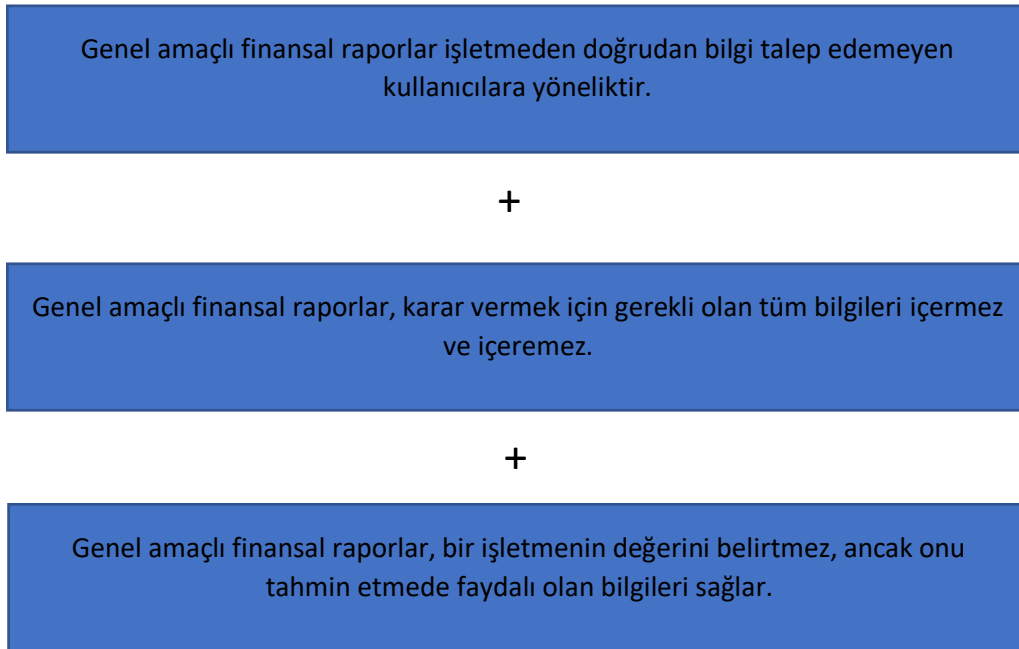 Genel amaçlı finansal raporlar işletmeden doğrudan bilgi talep edemeyen
kullanıcılara yöneliktir.
+
Genel amaçlı finansal raporlar, karar vermek için gerekli olan tüm bilgileri içermez
ve içeremez.
+
Genel amaçlı finansal raporlar, bir işletmenin değerini belirtmez, ancak onu
tahmin etmede faydalı olan bilgileri sağlar.